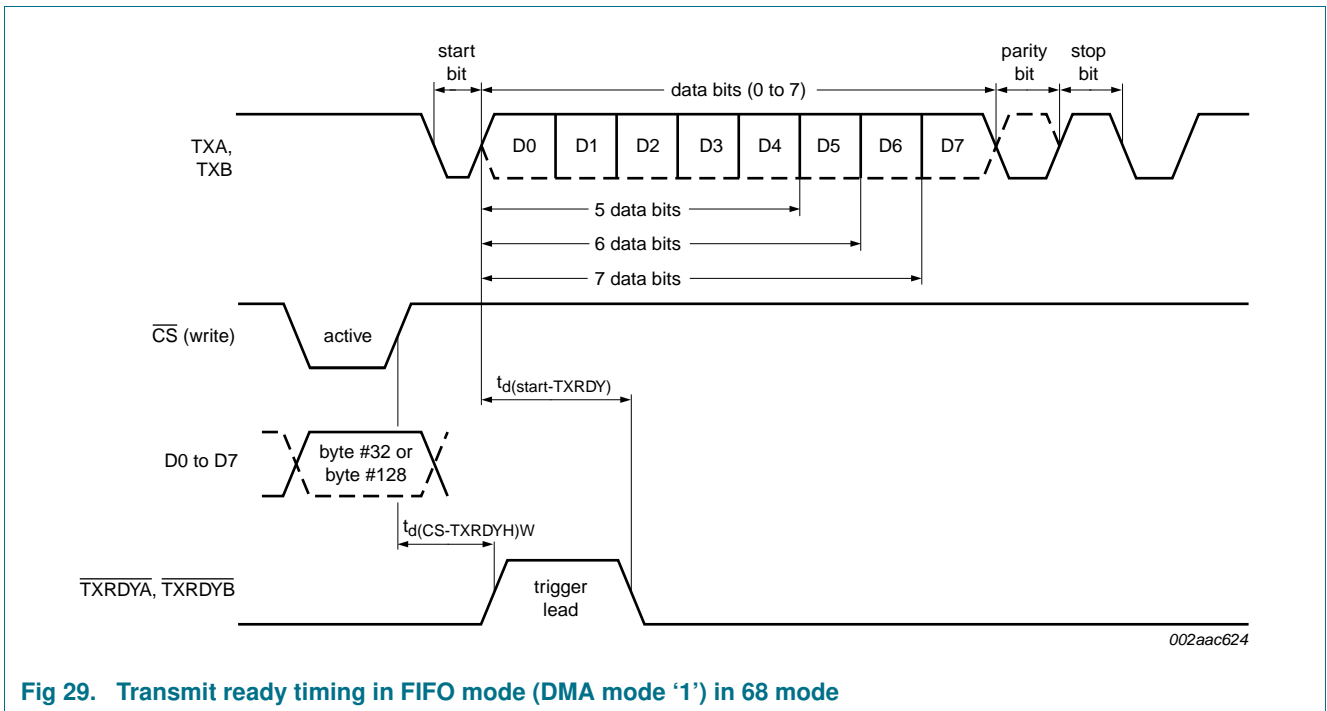 start
bit
data bits (0 to 7)
parity
bit
stop
bit
TXA,
TXB
D0 D1 D2 D3 D4 D5 D6 D7
5 data bits
6 data bits
7 data bits
CS (write)
active
td(start-TXRDY)
D0 to D7
byte #32 or
byte #128
td(CS-TXRDYH)W
TXRDYA, TXRDYB
trigger
lead
002aac624
Fig 29. Transmit ready timing in FIFO mode (DMA mode ‘1’) in 68 mode